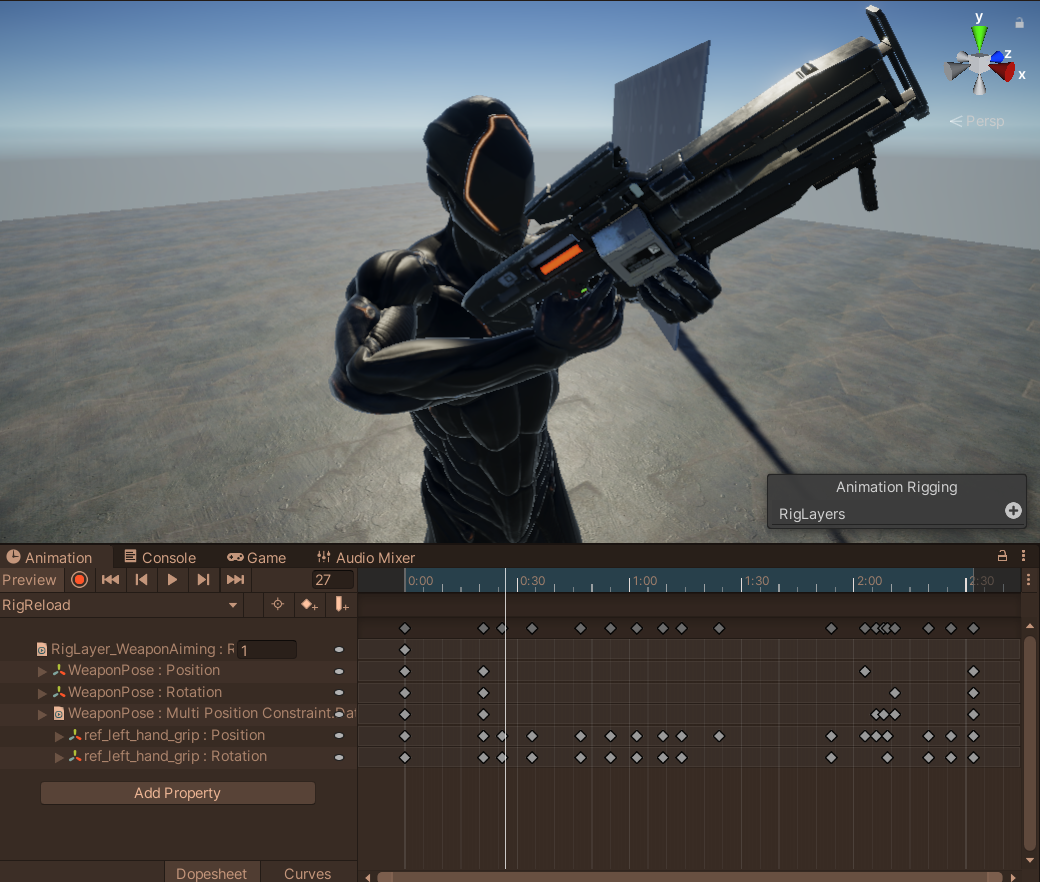 y
z
x
Persp
Animation Rigging
RigLayers
Animation Console Game Audio Mixer
Preview 27 0:00 0:30 1:00 1:30 2:00 2:30
RigReload
RigLayer_WeaponAiming : R 1
WeaponPose : Position
WeaponPose : Rotation
WeaponPose : Multi Position Constraint.Dat
ref_left_hand_grip : Position
ref_left_hand_grip : Rotation
Add Property
Dopesheet Curves